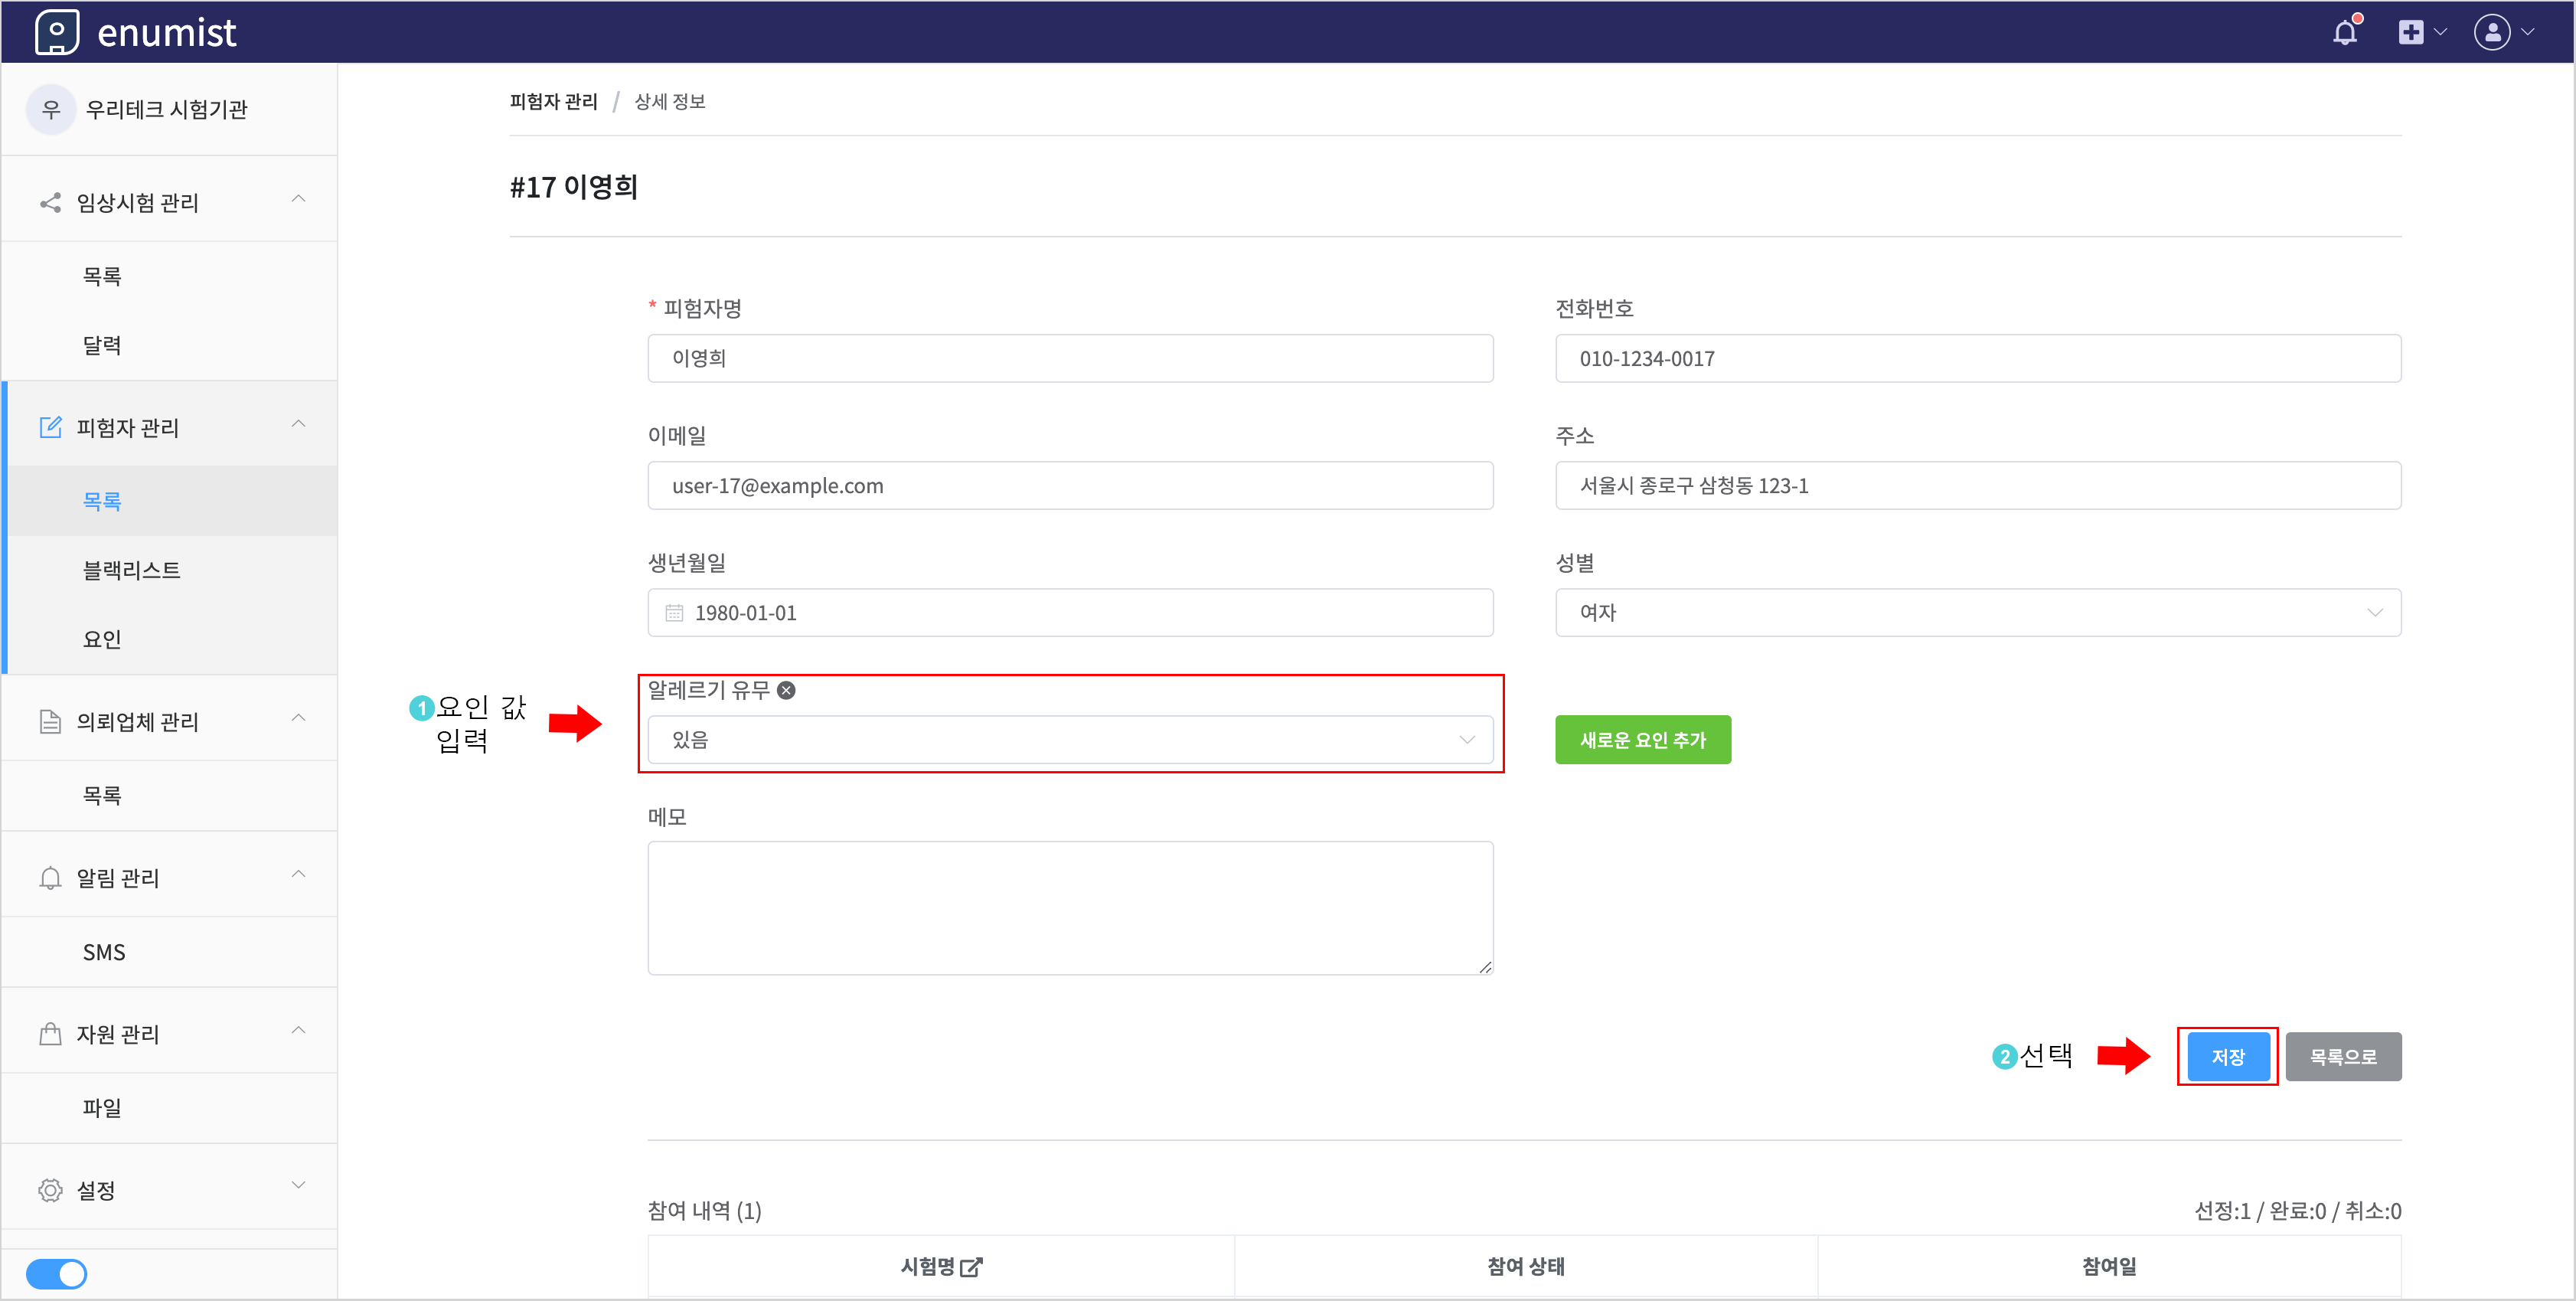 enumist
우 우리테크 시험기관
임상시험 관리
목록
달력
피험자 관리
목록
블랙리스트
요인
의뢰업체 관리
목록
알림 관리
SMS
자원 관리
파일
설정
피험자 관리 / 상세 정보
#17 이영희
* 피험자명
이영희
전화번호
010-1234-0017
이메일
user-17@example.com
주소
서울시 종로구 삼청동 123-1
생년월일
1980-01-01
성별
여자
1 요인 값
입력
알레르기 유무
있음
새로운 요인 추가
메모
2 선택
저장
목록으로
참여 내역 (1)
선정:1 / 완료:0 / 취소:0
시험명
참여 상태
참여일